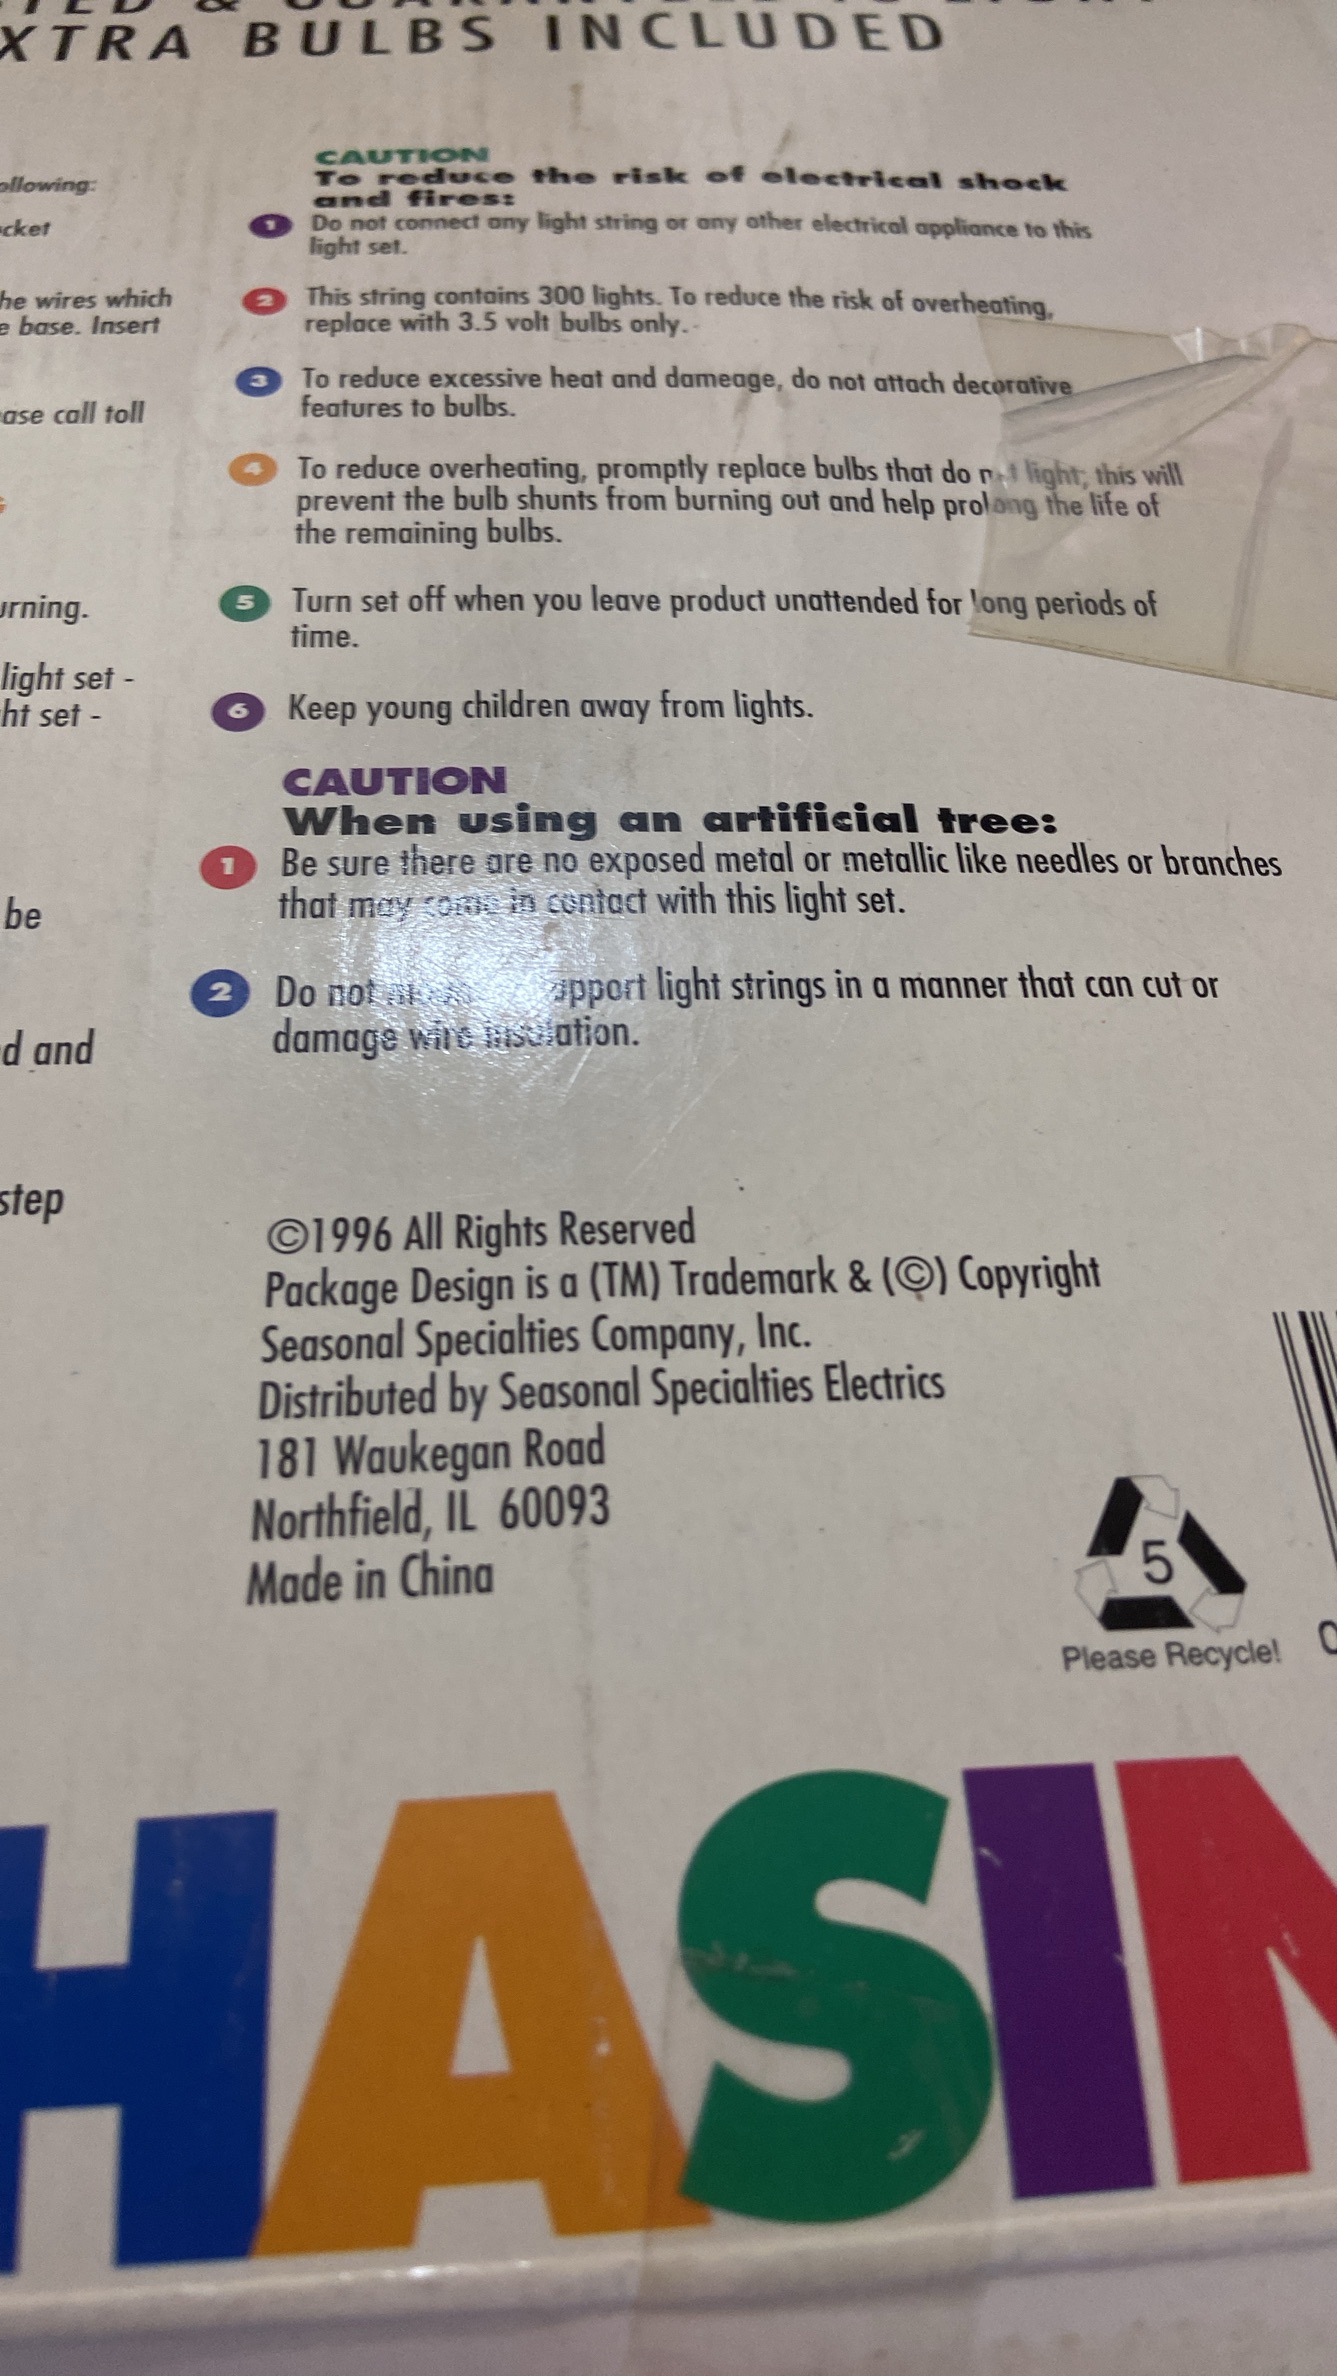 XTRA BULBS INCLUDED
ollowing:
cket
he wires which
e base. Insert
ase call toll
urning.
light set -
ht set -
be
d and
step
CAUTION
To reduce the risk of electrical shock
and fires:
1 Do not connect any light string or any other electrical appliance to this
light set.
2 This string contains 300 lights. To reduce the risk of overheating,
replace with 3.5 volt bulbs only.
3 To reduce excessive heat and dameage, do not attach decorative
features to bulbs.
4 To reduce overheating, promptly replace bulbs that do not light; this will
prevent the bulb shunts from burning out and help prolong the life of
the remaining bulbs.
5 Turn set off when you leave product unattended for long periods of
time.
6 Keep young children away from lights.
CAUTION
When using an artificial tree:
1 Be sure there are no exposed metal or metallic like needles or branches
that may come in contact with this light set.
2 Do not support light strings in a manner that can cut or
damage wire insulation.
©1996 All Rights Reserved
Package Design is a (TM) Trademark & (©) Copyright
Seasonal Specialties Company, Inc.
Distributed by Seasonal Specialties Electrics
181 Waukegan Road
Northfield, IL 60093
Made in China
5
Please Recycle!
0
HASIN